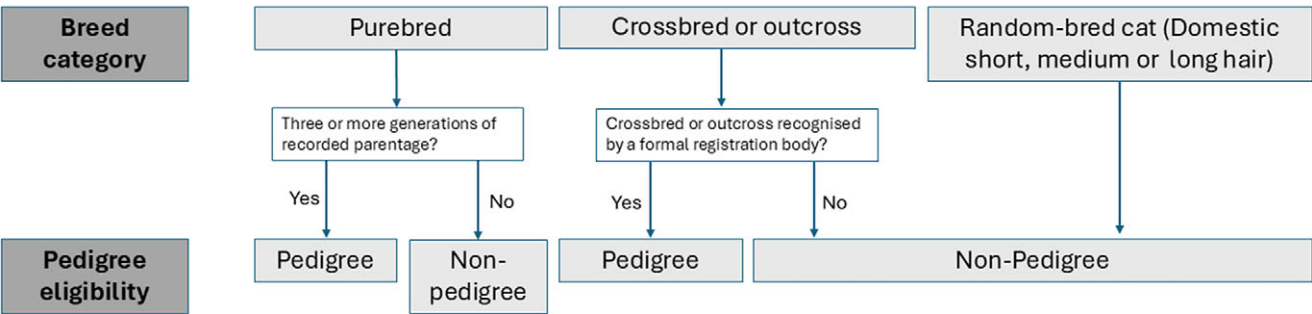 Breed
category
Purebred
Crossbred or outcross
Random-bred cat (Domestic
short, medium or long hair)
Three or more generations of
recorded parentage?
Crossbred or outcross recognised
by a formal registration body?
Yes
No
Yes
No
Pedigree
eligibility
Pedigree
Non-
pedigree
Pedigree
Non-Pedigree